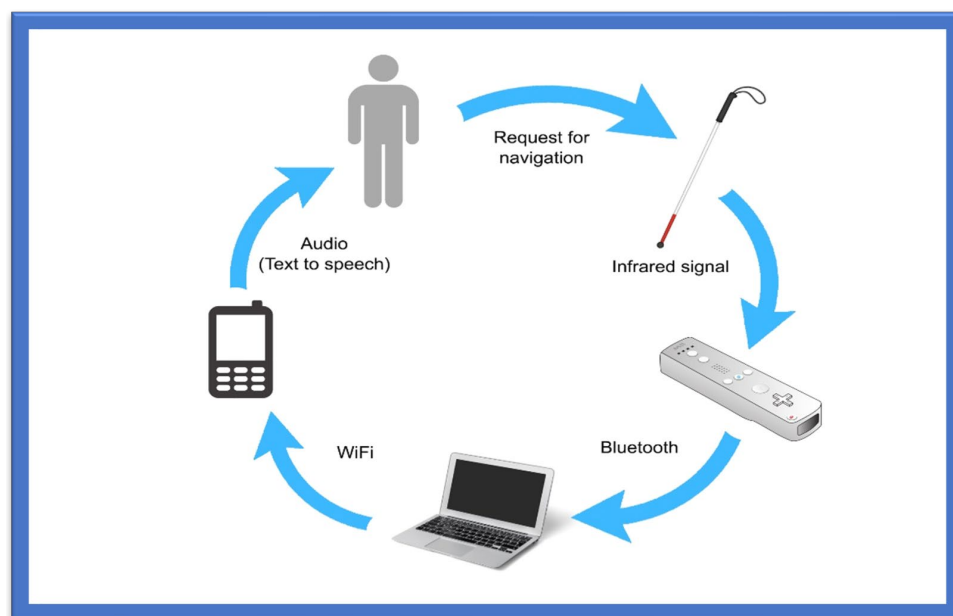 Request for
navigation
Infrared signal
Bluetooth
WiFi
Audio
(Text to speech)